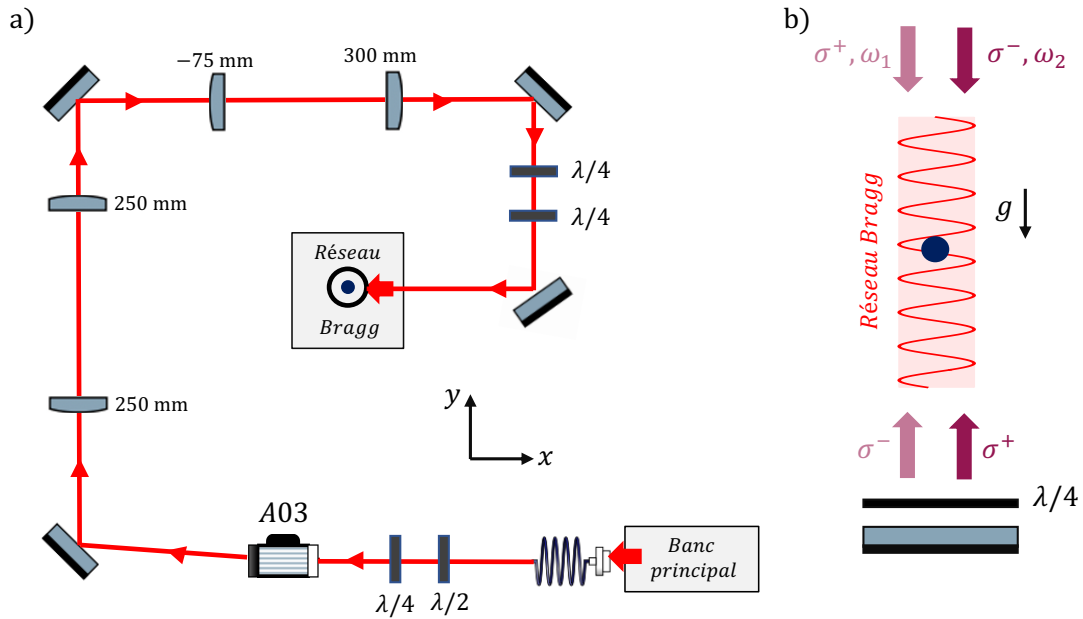 a)
−75 mm
300 mm
λ/4
λ/4
250 mm
Réseau
Bragg
250 mm
y
x
A03
λ/4
λ/2
Banc
principal
b)
σ⁺, ω₁
σ⁻, ω₂
Réseau Bragg
g
σ⁻
σ⁺
λ/4